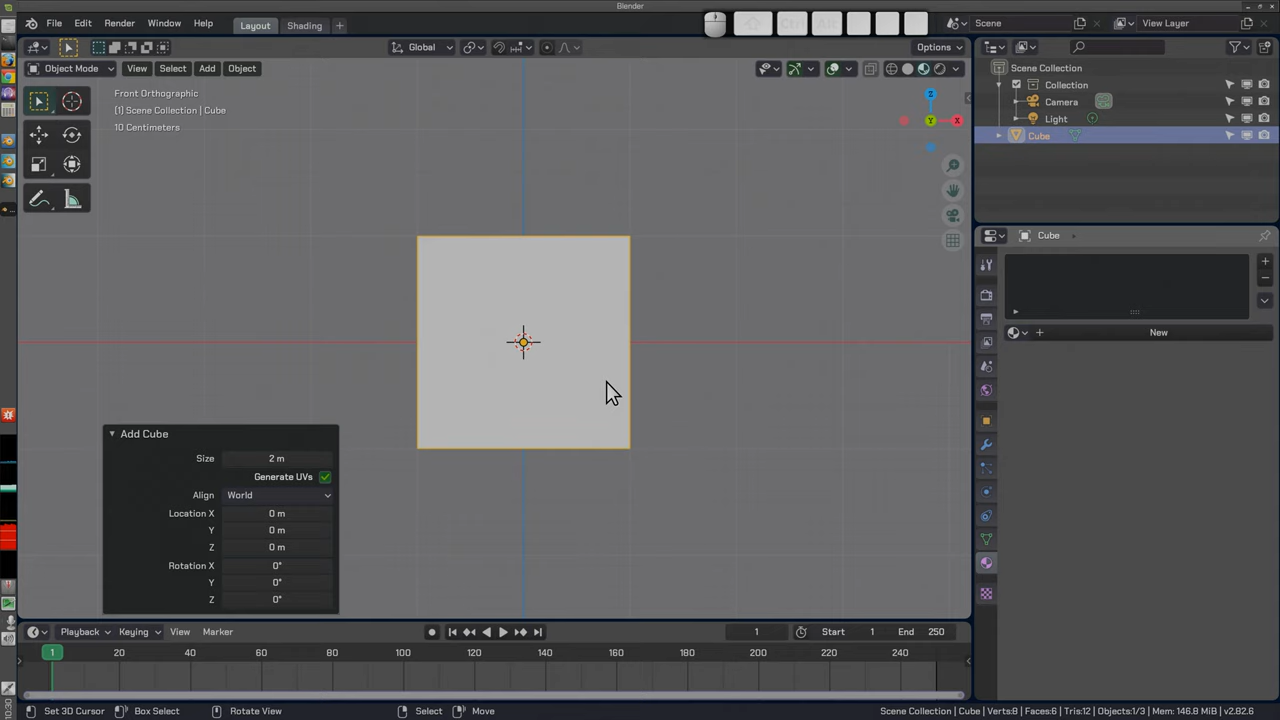 Blender
File Edit Render Window Help Layout Shading + Ctrl Alt Scene View Layer
Global Options
Object Mode View Select Add Object
Front Orthographic
(1) Scene Collection | Cube
10 Centimeters
Z
Y
X
Scene Collection
Collection
Camera
Light
Cube
Cube
New
Add Cube
Size 2 m
Generate UVs
Align World
Location X 0 m
Y 0 m
Z 0 m
Rotation X 0°
Y 0°
Z 0°
Playback Keying View Marker 1 Start 1 End 250
1 20 40 60 80 100 120 140 160 180 200 220 240
10:30
Set 3D Cursor Box Select Rotate View Select Move Scene Collection | Cube | Verts:8 | Faces:6 | Tris:12 | Objects:1/3 | Mem: 146.8 MiB | v2.82.6